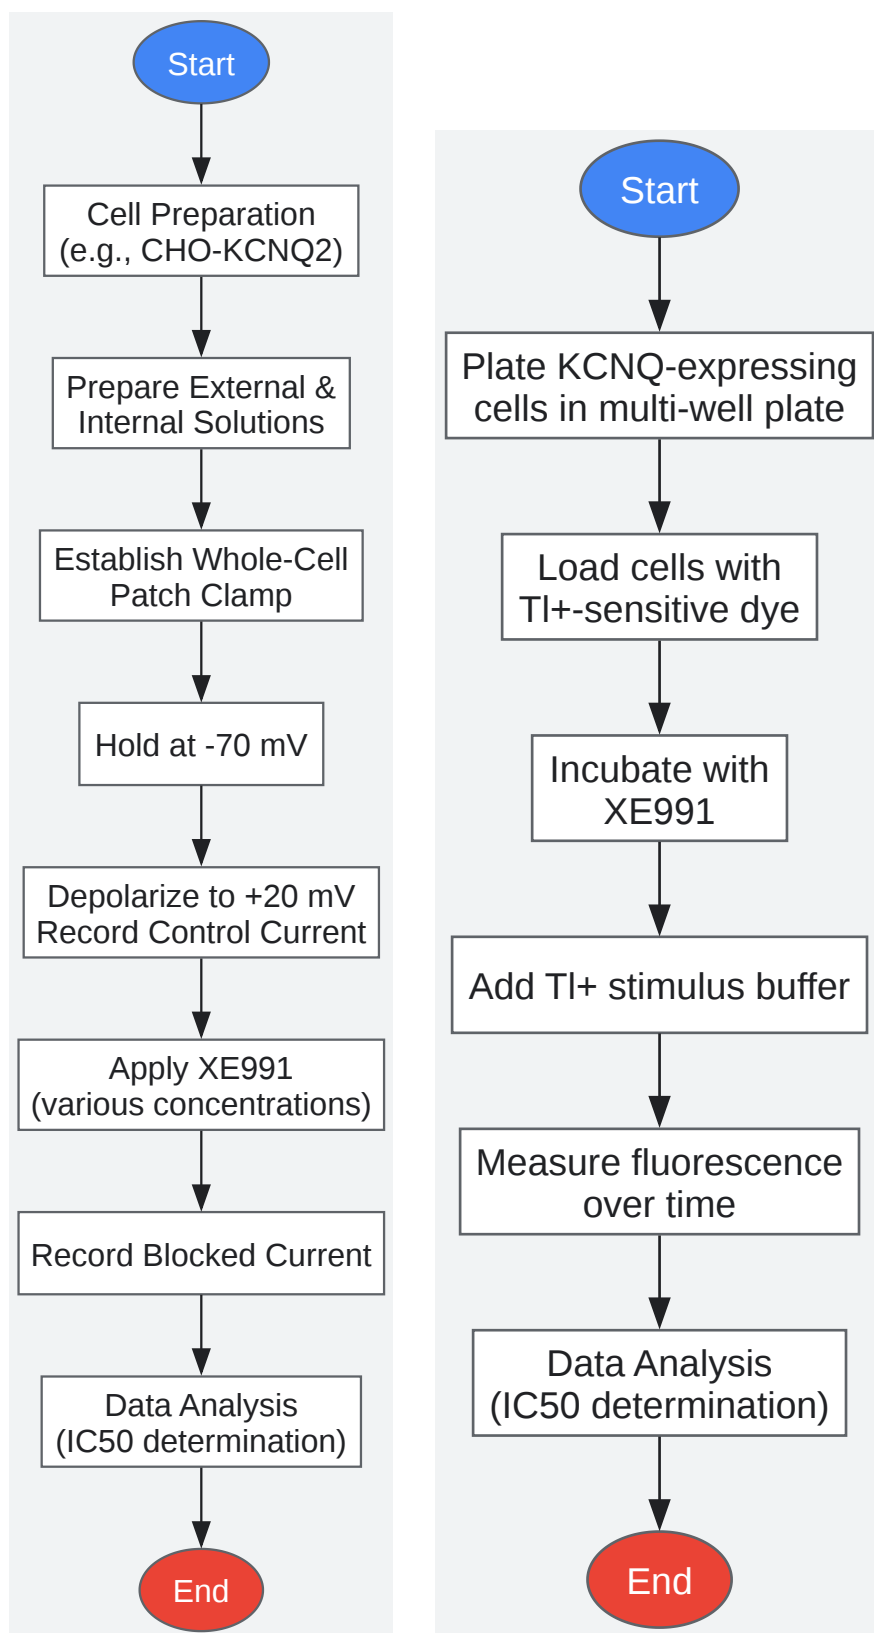 Start
Cell Preparation
(e.g., CHO-KCNQ2)
Prepare External &
Internal Solutions
Establish Whole-Cell
Patch Clamp
Hold at -70 mV
Depolarize to +20 mV
Record Control Current
Apply XE991
(various concentrations)
Record Blocked Current
Data Analysis
(IC50 determination)
End
Start
Plate KCNQ-expressing
cells in multi-well plate
Load cells with
Tl+-sensitive dye
Incubate with
XE991
Add Tl+ stimulus buffer
Measure fluorescence
over time
Data Analysis
(IC50 determination)
End